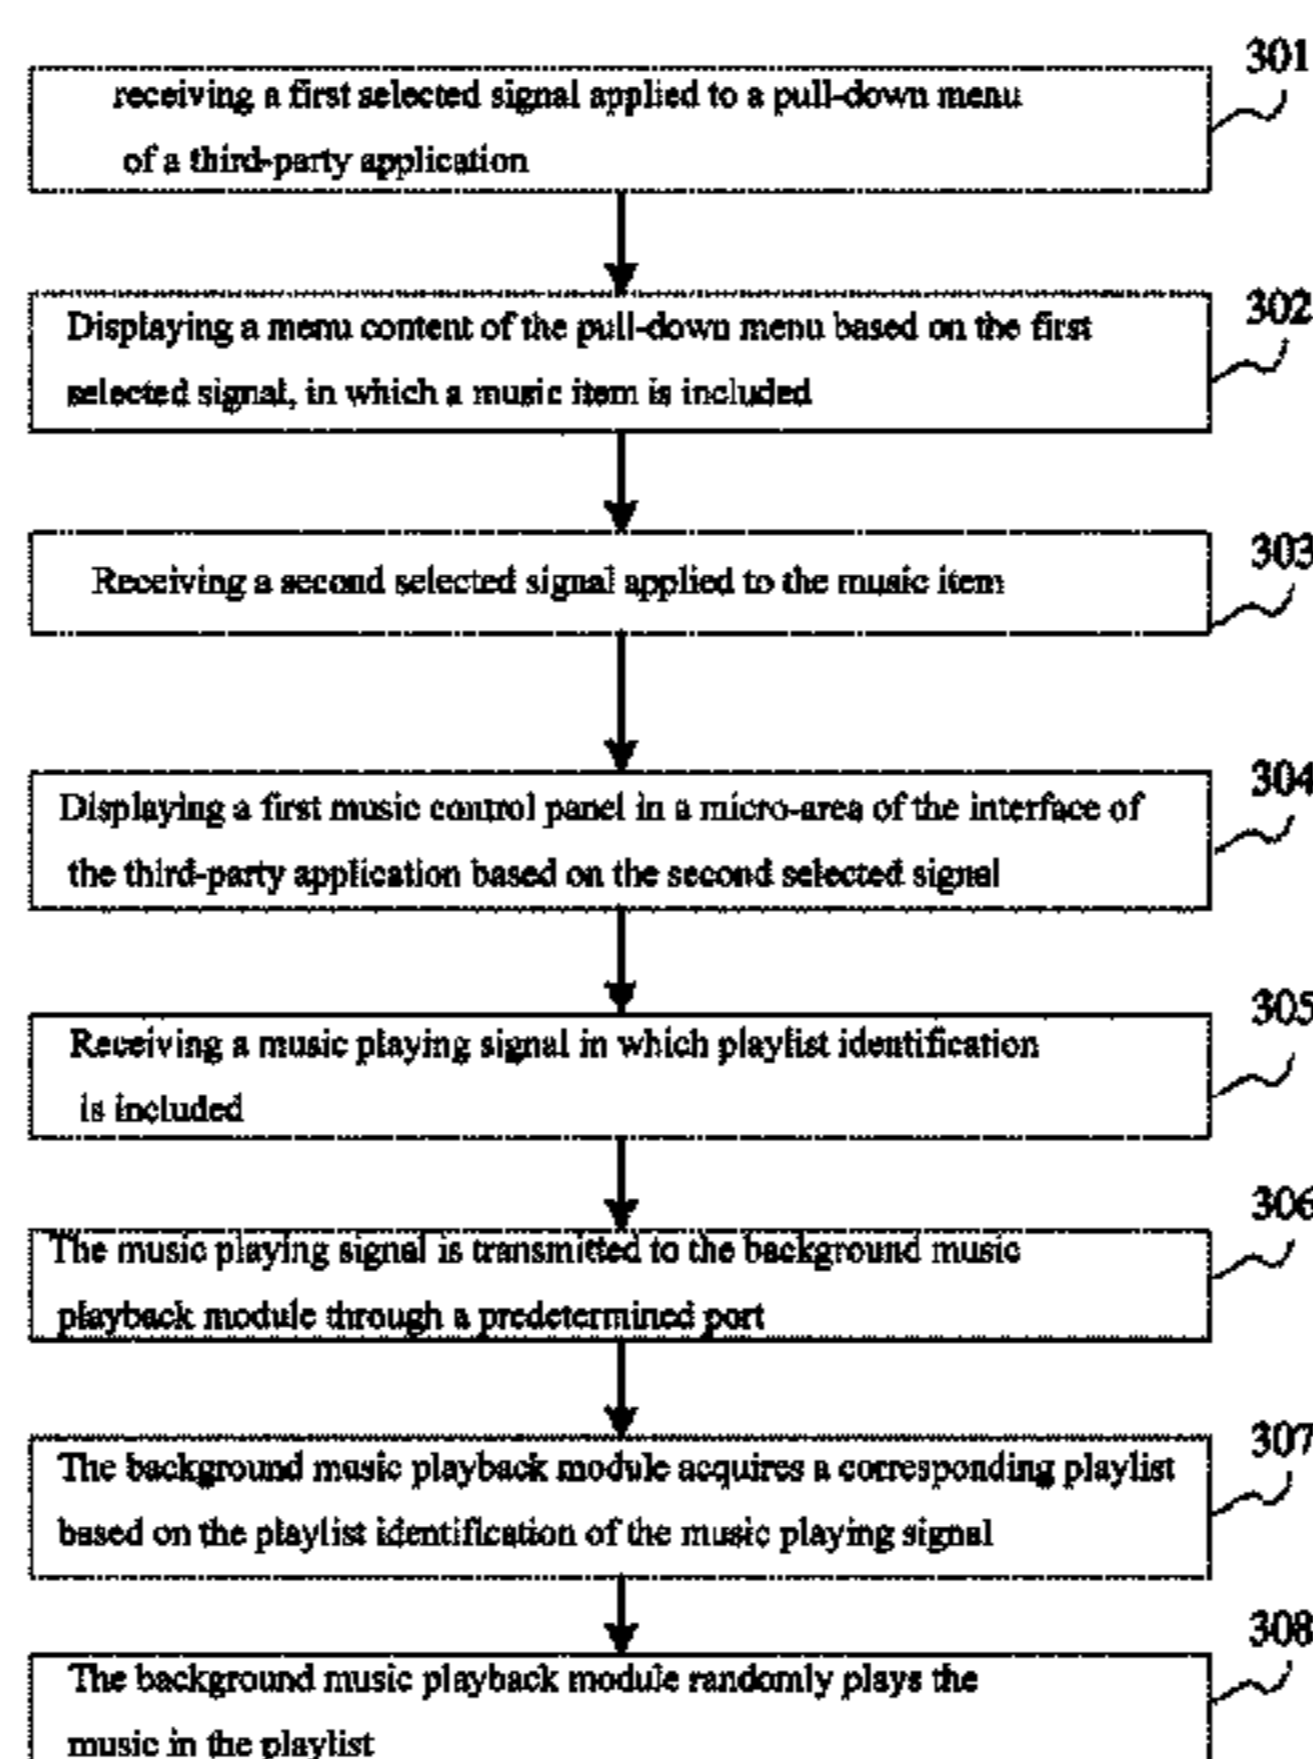 301
receiving a first selected signal applied to a pull-down menu
of a third-party application
302
Displaying a menu content of the pull-down menu based on the first
selected signal, in which a music item is included
303
Receiving a second selected signal applied to the music item
304
Displaying a first music control panel in a micro-area of the interface of
the third-party application based on the second selected signal
305
Receiving a music playing signal in which playlist identification
is included
306
The music playing signal is transmitted to the background music
playback module through a predetermined port
307
The background music playback module acquires a corresponding playlist
based on the playlist identification of the music playing signal
308
The background music playback module randomly plays the
music in the playlist